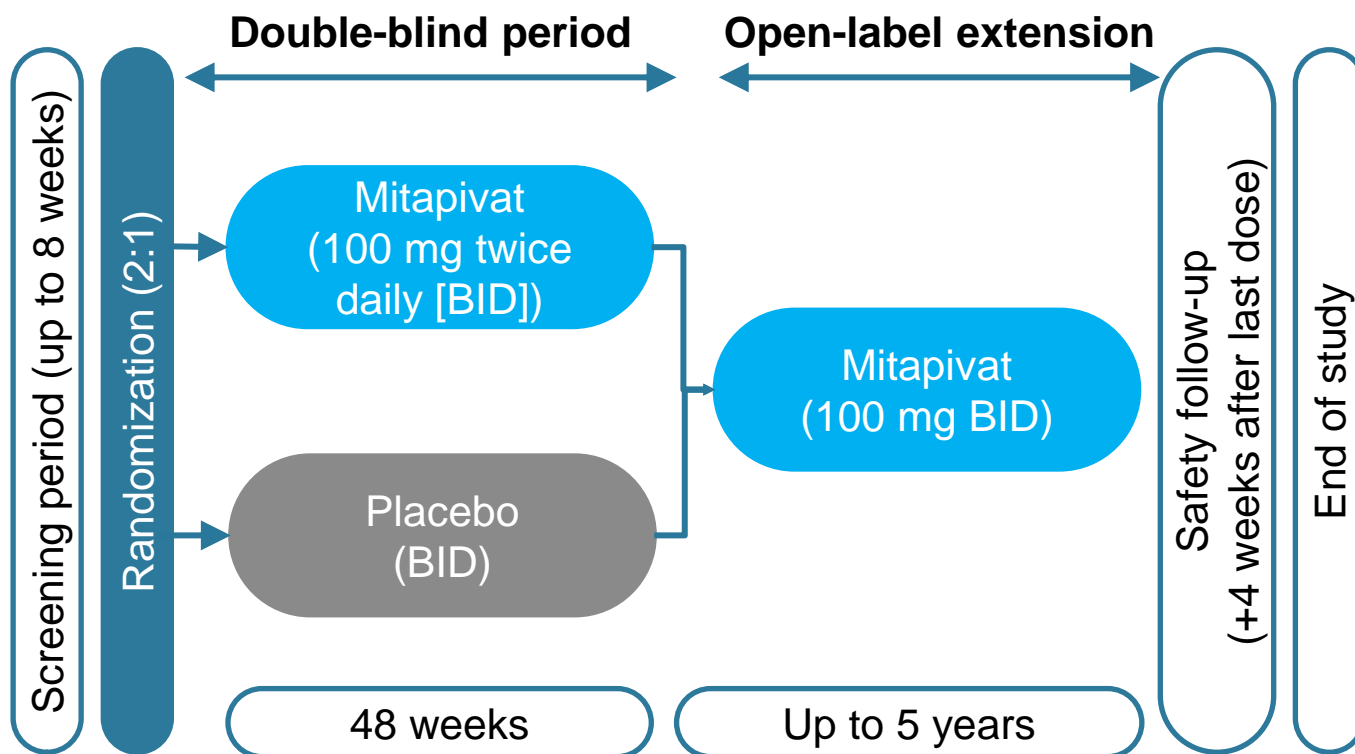 Double-blind period
Open-label extension
Screening period (up to 8 weeks)
Randomization (2:1)
Mitapivat
(100 mg twice
daily [BID])
Placebo
(BID)
Mitapivat
(100 mg BID)
Safety follow-up
(+4 weeks after last dose)
End of study
48 weeks
Up to 5 years